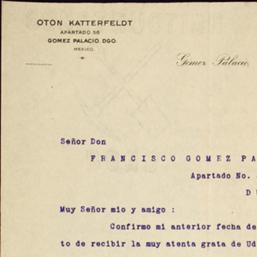 OTON KATTERFELDT
APARTADO 56
GOMEZ PALACIO, DGO.
MEXICO.
Gomez Palacio,
Señor Don
FRANCISCO GOMEZ PA
Apartado No.
D
Muy Señor mio y amigo :
Confirmo mi anterior fecha de
to de recibir la muy atenta grata de Ud